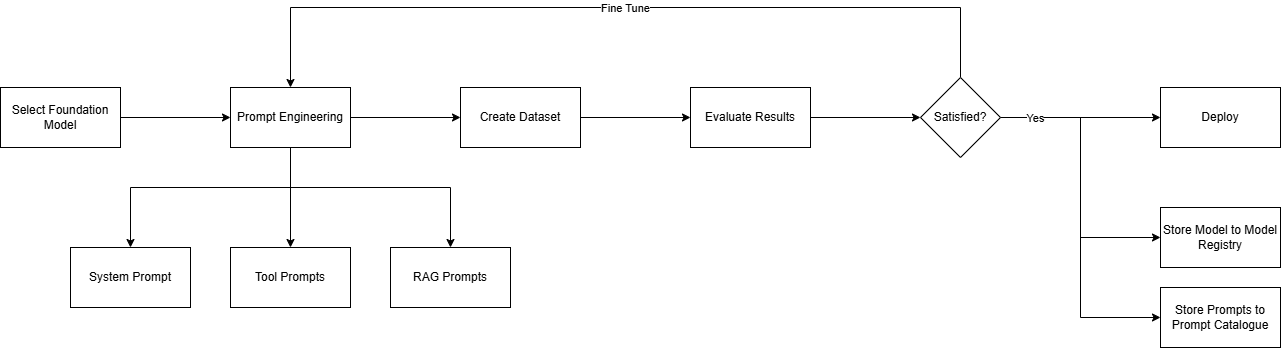 Fine Tune
Select Foundation
Model
Prompt Engineering
Create Dataset
Evaluate Results
Satisfied?
Yes
Deploy
System Prompt
Tool Prompts
RAG Prompts
Store Model to Model
Registry
Store Prompts to
Prompt Catalogue